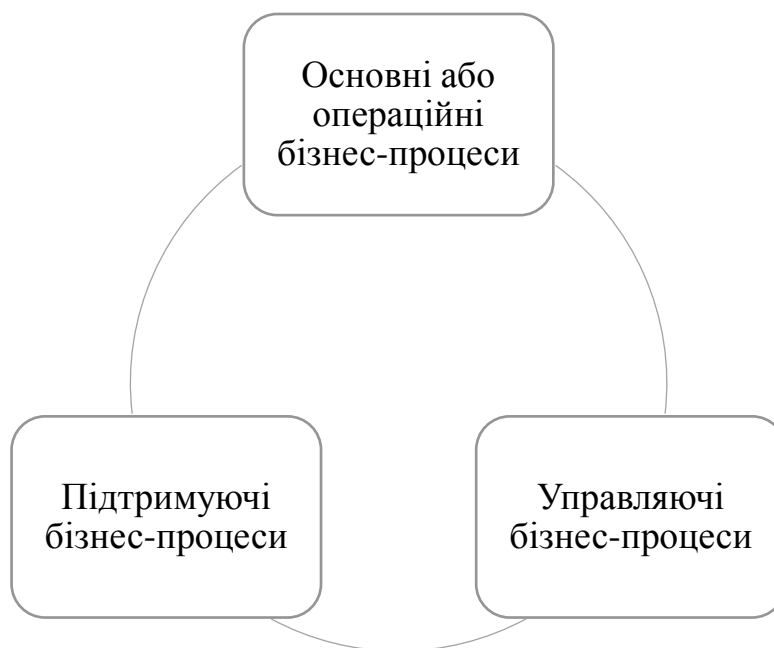 Основні або
операційні
бізнес-процеси
Підтримуючі
бізнес-процеси
Управляючі
бізнес-процеси